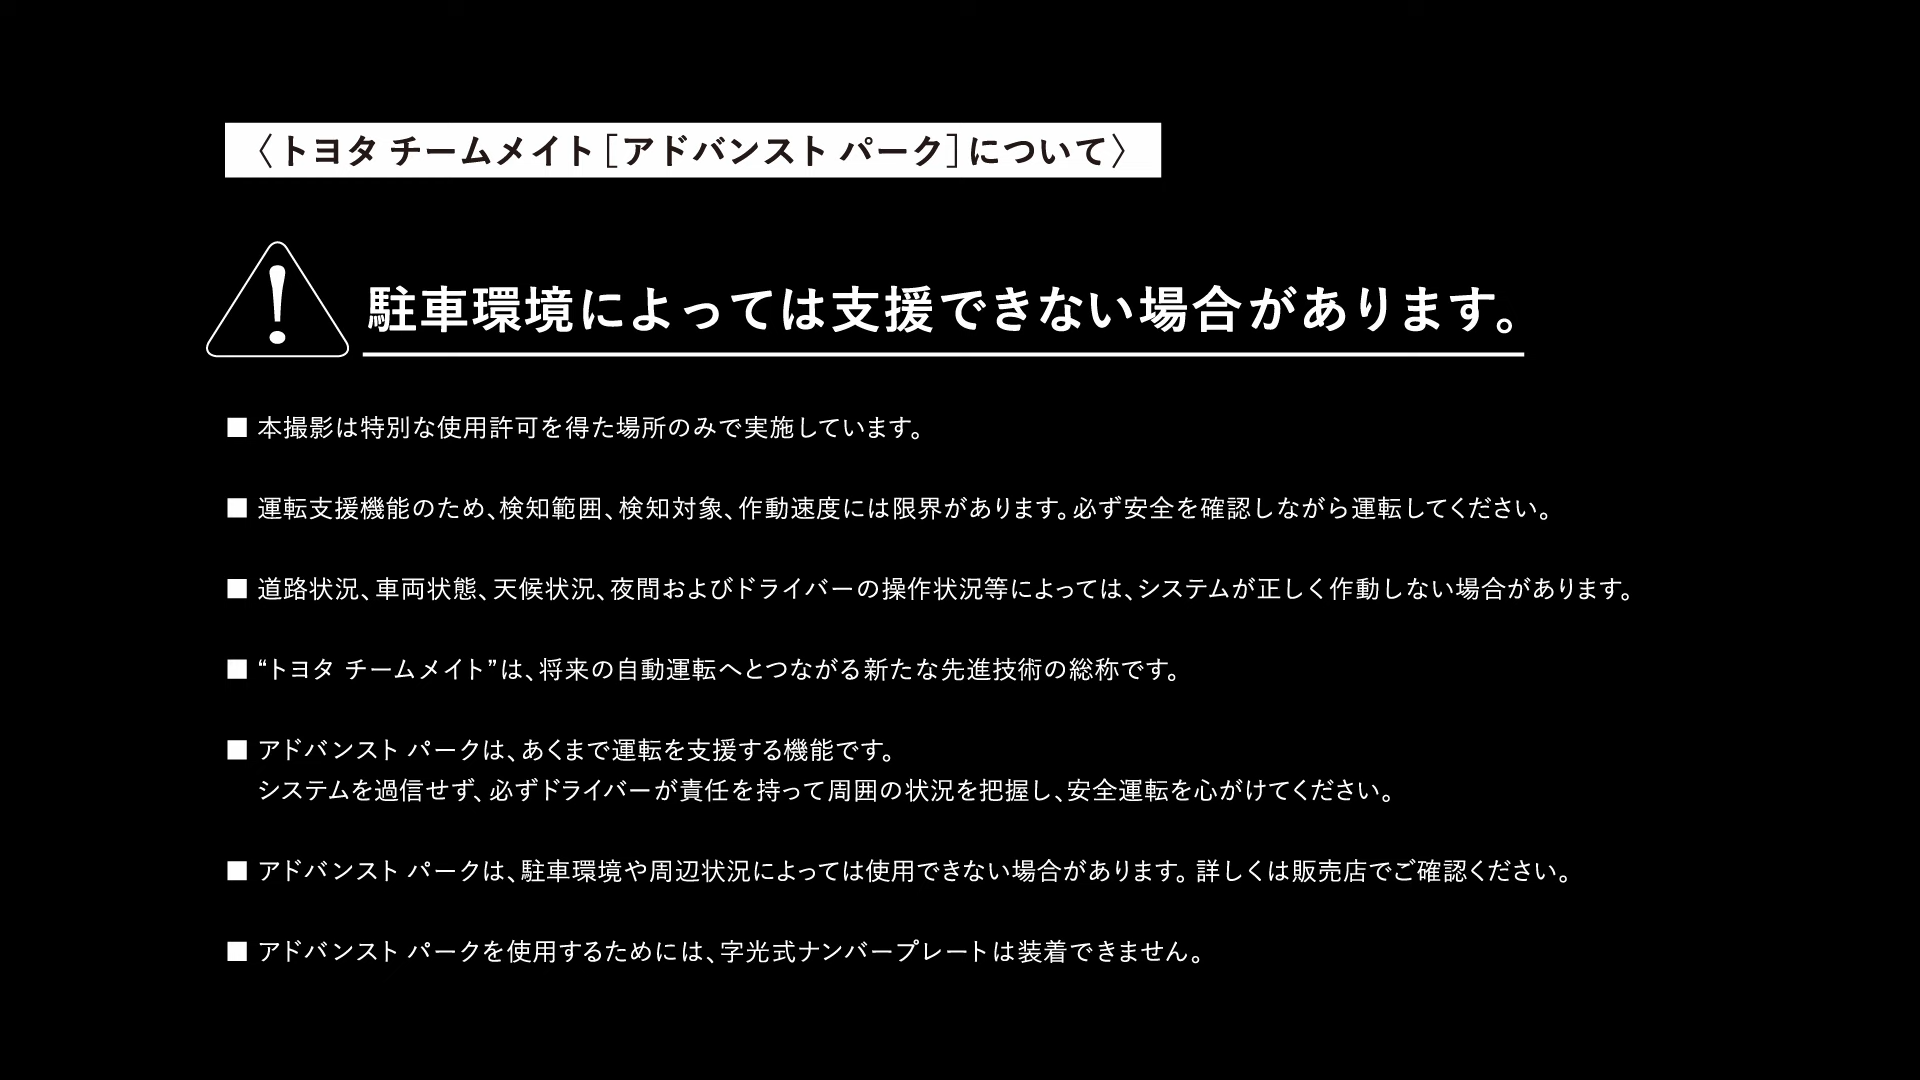 〈トヨタ チームメイト［アドバンスト パーク］について〉
駐車環境によっては支援できない場合があります。
■ 本撮影は特別な使用許可を得た場所のみで実施しています。
■ 運転支援機能のため、検知範囲、検知対象、作動速度には限界があります。必ず安全を確認しながら運転してください。
■ 道路状況、車両状態、天候状況、夜間およびドライバーの操作状況等によっては、システムが正しく作動しない場合があります。
■ “トヨタ チームメイト”は、将来の自動運転へとつながる新たな先進技術の総称です。
■ アドバンスト パークは、あくまで運転を支援する機能です。
システムを過信せず、必ずドライバーが責任を持って周囲の状況を把握し、安全運転を心がけてください。
■ アドバンスト パークは、駐車環境や周辺状況によっては使用できない場合があります。詳しくは販売店でご確認ください。
■ アドバンスト パークを使用するためには、字光式ナンバープレートは装着できません。